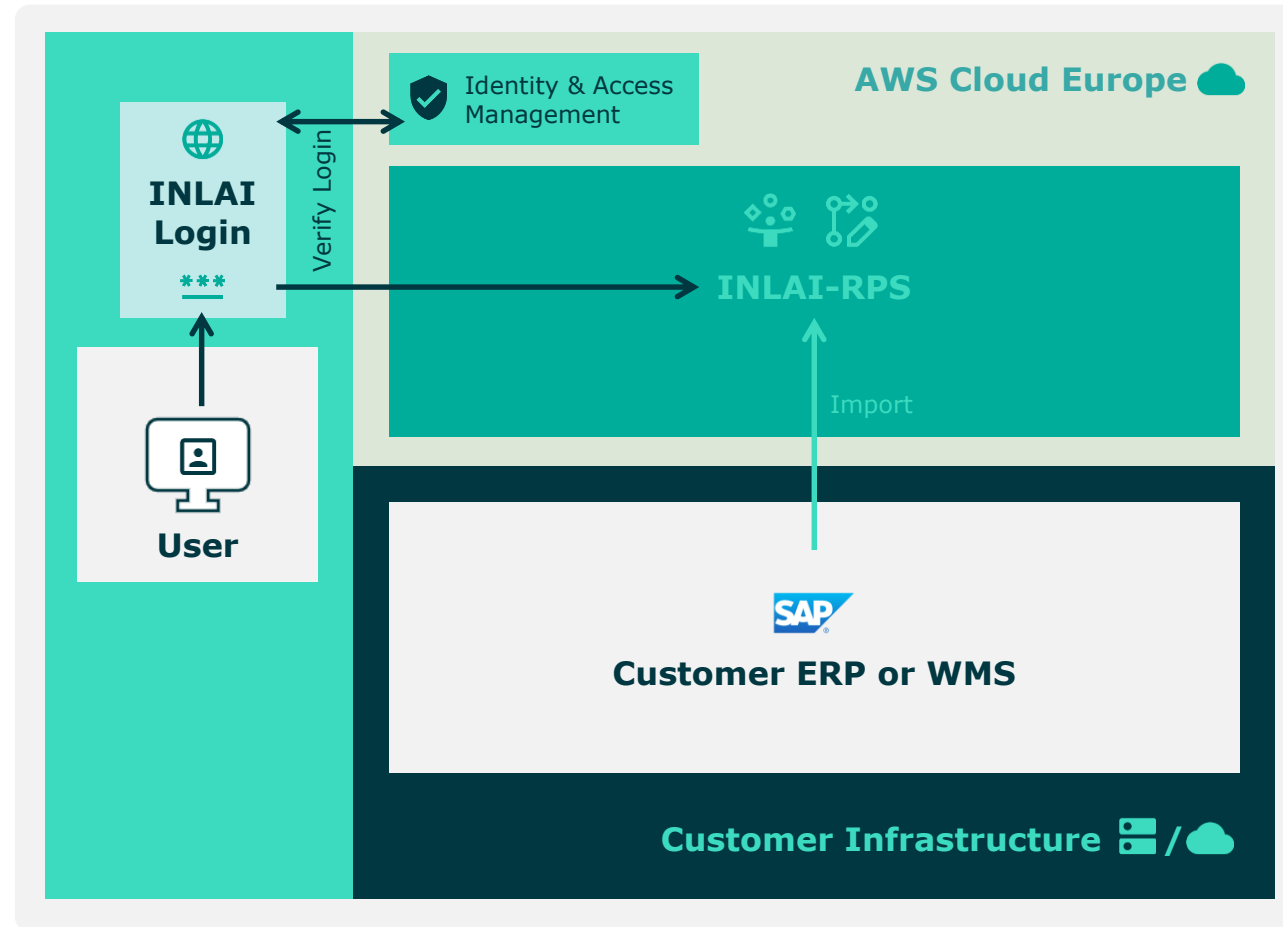 Identity & Access
Management
AWS Cloud Europe
INLAI
Login
***
Verify Login
INLAI-RPS
Import
User
SAP
®
Customer ERP or WMS
Customer Infrastructure
/